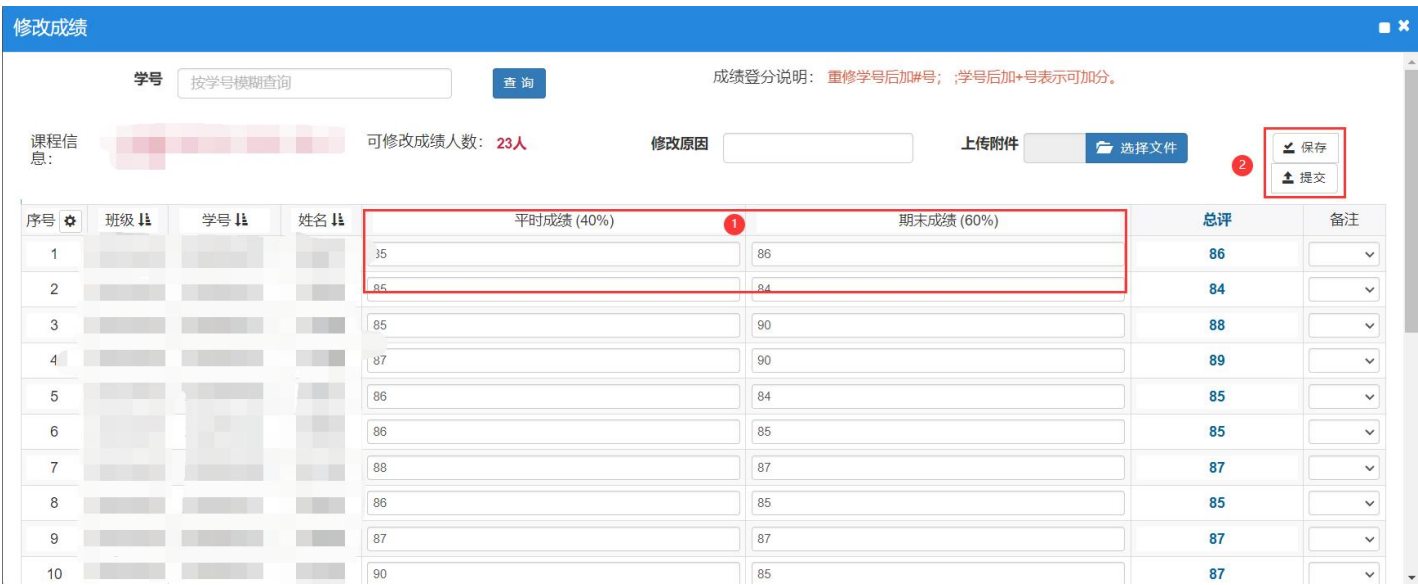 修改成绩
学号 按学号模糊查询 查 询 成绩登分说明： 重修学号后加#号； ;学号后加+号表示可加分。
课程信息： 可修改成绩人数： 23人 修改原因 上传附件 选择文件 2 保存
提交
序号 班级 学号 姓名 平时成绩 (40%) 1 期末成绩 (60%) 总评 备注
1 86 86
2 85 84 84
3 85 90 88
4 87 90 89
5 86 84 85
6 86 85 85
7 88 87 87
8 86 85 85
9 87 87 87
10 90 85 87